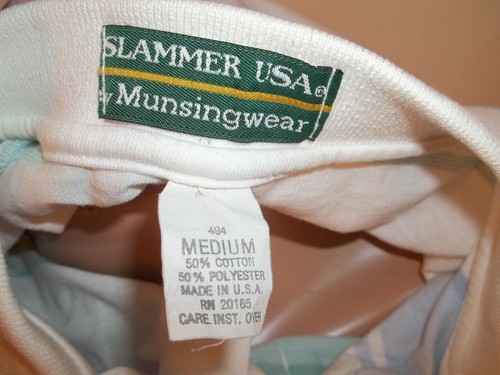 SLAMMER USA®
by Munsingwear
494
MEDIUM
50% COTTON
50% POLYESTER
MADE IN U.S.A.
RN 20165
CARE INST. OVER